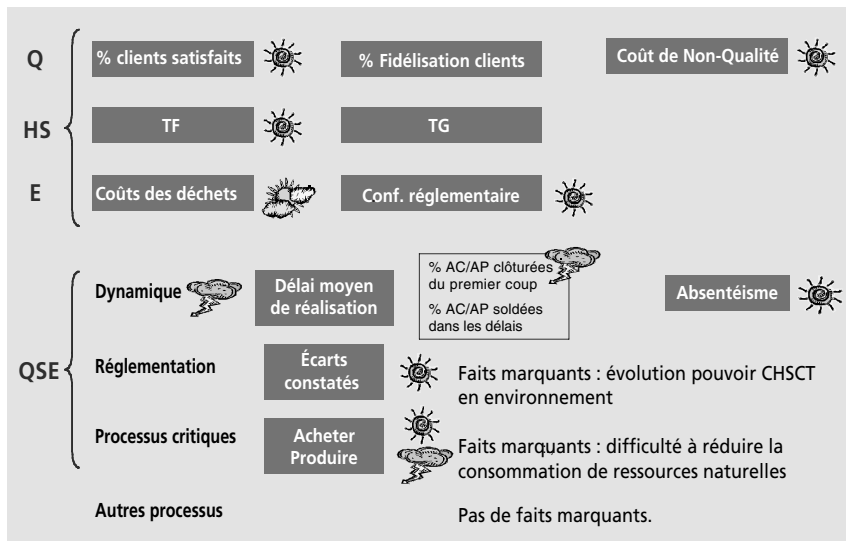 Q
% clients satisfaits
% Fidélisation clients
Coût de Non-Qualité
HS
TF
TG
E
Coûts des déchets
Conf. réglementaire
QSE
Dynamique
Délai moyen
de réalisation
% AC/AP clôturées
du premier coup
% AC/AP soldées
dans les délais
Absentéisme
Réglementation
Écarts
constatés
Faits marquants : évolution pouvoir CHSCT
en environnement
Processus critiques
Acheter
Produire
Faits marquants : difficulté à réduire la
consommation de ressources naturelles
Autres processus
Pas de faits marquants.